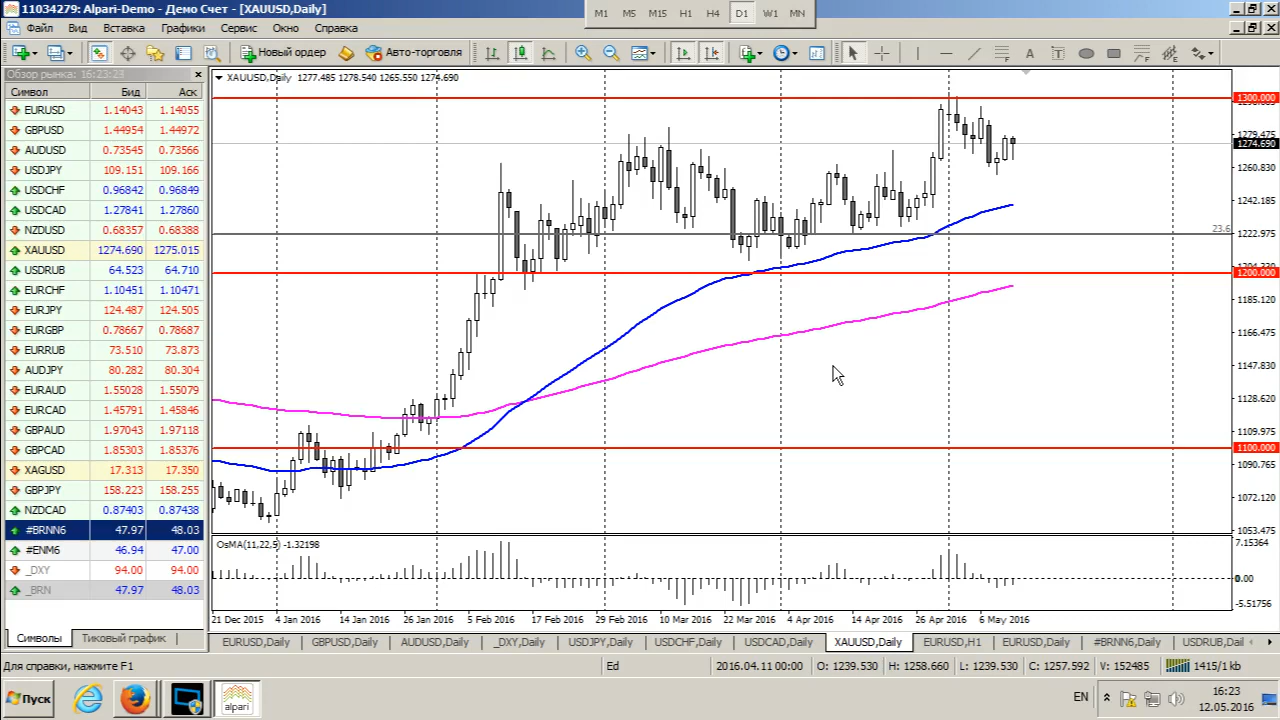 11034279: Alpari-Demo - Демо Счет - [XAUUSD,Daily]
M1 M5 M15 H1 H4 D1 W1 MN
Файл Вид Вставка Графики Сервис Окно Справка
Новый ордер Авто-торговля
Обзор рынка: 16:23:23
Символ Бид Аск
EURUSD 1.14043 1.14055
GBPUSD 1.44954 1.44972
AUDUSD 0.73545 0.73566
USDJPY 109.151 109.166
USDCHF 0.96842 0.96849
USDCAD 1.27841 1.27860
NZDUSD 0.68357 0.68388
XAUUSD 1274.690 1275.015
USDRUB 64.523 64.710
EURCHF 1.10451 1.10471
EURJPY 124.487 124.505
EURGBP 0.78667 0.78687
EURRUB 73.510 73.873
AUDJPY 80.282 80.304
EURAUD 1.55028 1.55079
EURCAD 1.45791 1.45846
GBPAUD 1.97043 1.97118
GBPCAD 1.85303 1.85376
XAGUSD 17.313 17.350
GBPJPY 158.223 158.255
NZDCAD 0.87403 0.87438
#BRNN6 47.97 48.03
#ENM6 46.94 47.00
_DXY 94.00 94.00
_BRN 47.97 48.03
Символы Тиковый график
XAUUSD,Daily 1277.485 1278.540 1265.550 1274.690
1300.000
1279.475
1274.690
1260.830
1242.185
23.6
1222.975
1200.000
1185.120
1166.475
1147.830
1128.620
1109.975
1100.000
1090.765
1072.120
1053.475
OsMA(11,22,5) -1.32198
7.15364
0.00
-5.51756
21 Dec 2015 4 Jan 2016 14 Jan 2016 26 Jan 2016 5 Feb 2016 17 Feb 2016 29 Feb 2016 10 Mar 2016 22 Mar 2016 4 Apr 2016 14 Apr 2016 26 Apr 2016 6 May 2016
EURUSD,Daily GBPUSD,Daily AUDUSD,Daily _DXY,Daily USDJPY,Daily USDCHF,Daily USDCAD,Daily XAUUSD,Daily EURUSD,H1 EURUSD,Daily #BRNN6,Daily USDRUB,Dail
Для справки, нажмите F1 Ed 2016.04.11 00:00 O: 1239.530 H: 1258.660 L: 1239.530 C: 1257.592 V: 152485 1415/1 kb
Пуск alpari EN 16:23
12.05.2016